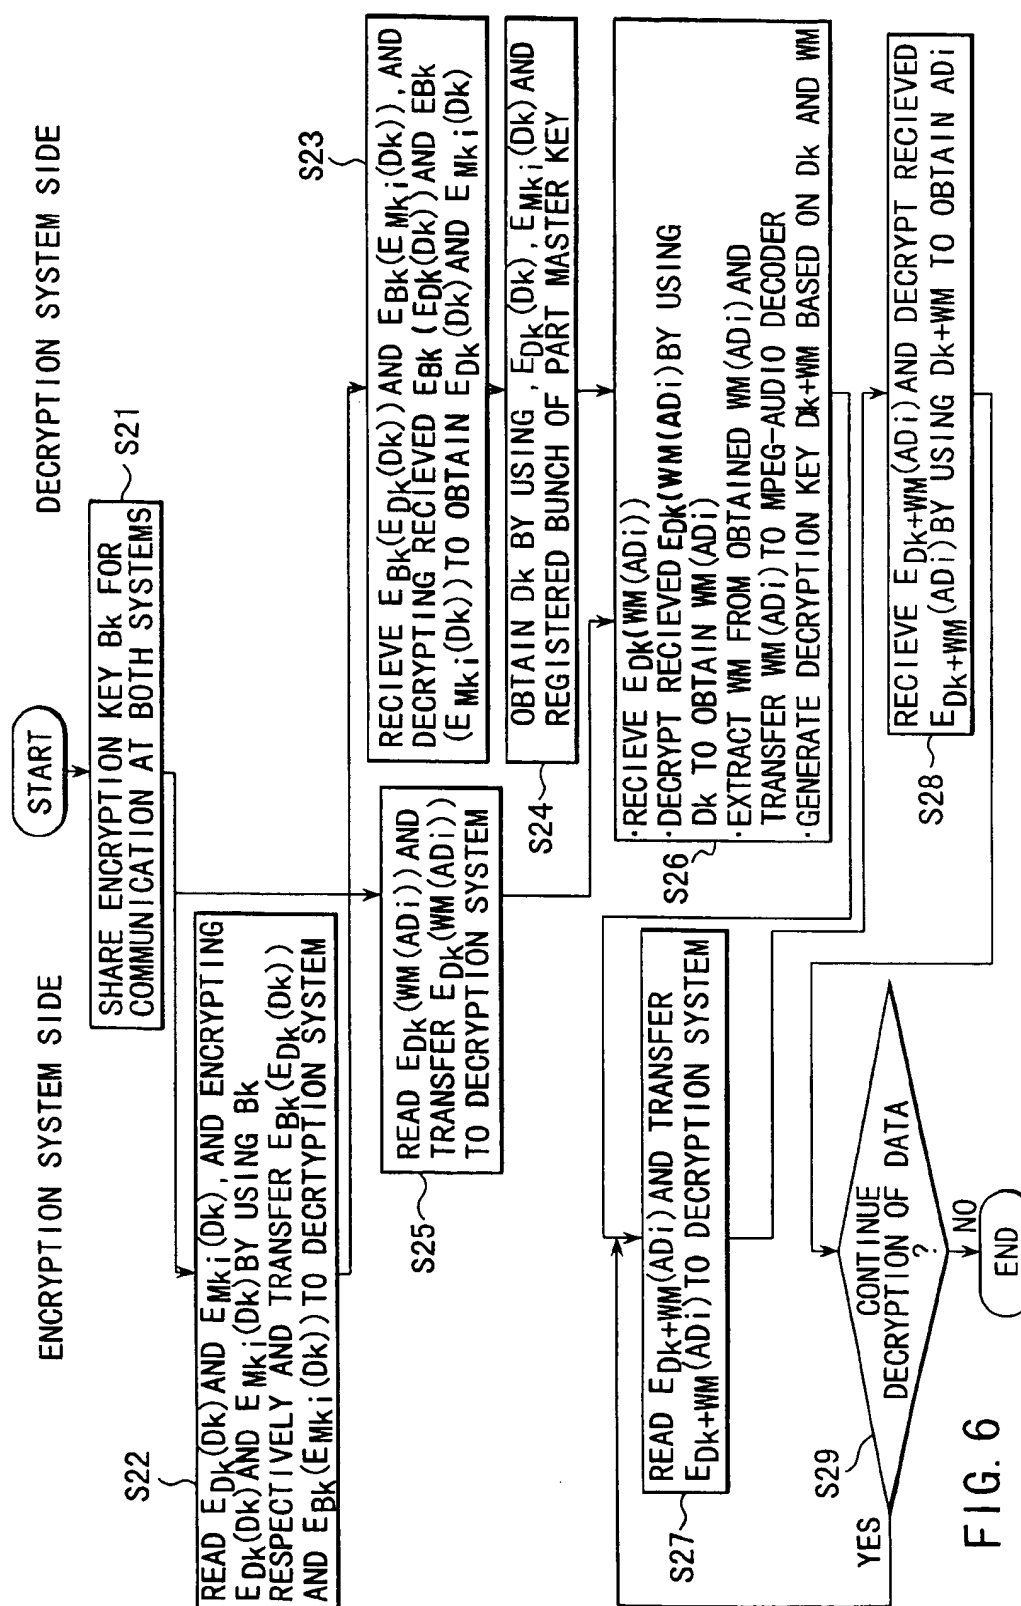 ENCRYPTION SYSTEM SIDE
DECRYPTION SYSTEM SIDE
START
SHARE ENCRYPTION KEY Bk FOR
COMMUNICATION AT BOTH SYSTEMS
S21
S22
READ EDk(Dk) AND EMki(Dk), AND ENCRYPTING
EDk(Dk) AND EMki(Dk) BY USING Bk
RESPECTIVELY AND TRANSFER EBk(EDk(Dk))
AND EBk(EMki(Dk)) TO DECRTYPTION SYSTEM
S23
RECIEVE EBk(EDk(Dk)) AND EBk(EMki(Dk)), AND
DECRYPTING RECIEVED EBk (EDk(Dk)) AND EBk
(EMki(Dk)) TO OBTAIN EDk(Dk) AND EMki(Dk)
S24
OBTAIN Dk BY USING, EDk(Dk), EMki(Dk) AND
REGISTERED BUNCH OF PART MASTER KEY
S25
READ EDk(WM(ADi)) AND
TRANSFER EDk(WM(ADi))
TO DECRYPTION SYSTEM
S26
·RECIEVE EDk(WM(ADi))
·DECRYPT RECIEVED EDk(WM(ADi) BY USING
Dk TO OBTAIN WM(ADi)
·EXTRACT WM FROM OBTAINED WM(ADi) AND
TRANSFER WM(ADi) TO MPEG-AUDIO DECODER
·GENERATE DECRYPTION KEY Dk+WM BASED ON Dk AND WM
S27
READ EDk+WM(ADi) AND TRANSFER
EDk+WM(ADi) TO DECRYPTION SYSTEM
S28
RECIEVE EDk+WM(ADi) AND DECRYPT RECIEVED
EDk+WM(ADi) BY USING Dk+WM TO OBTAIN ADi
S29
CONTINUE
DECRYPTION OF DATA
?
YES
NO
END
FIG. 6